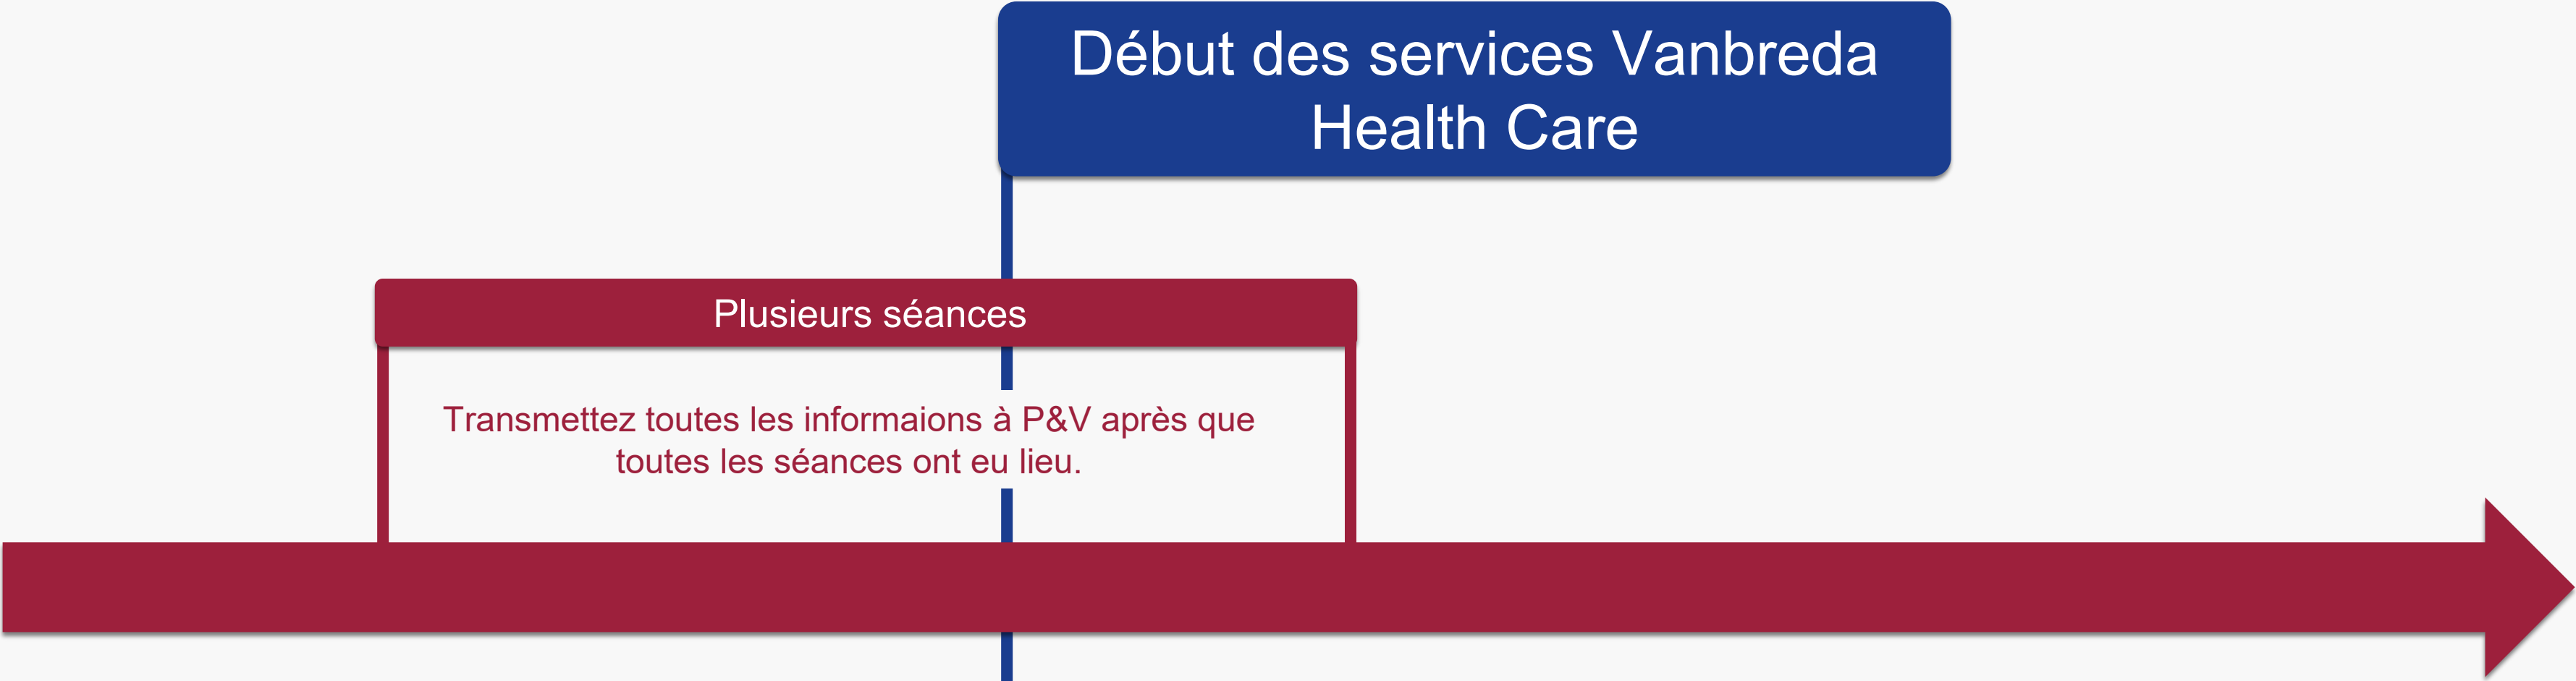 Début des services Vanbreda
Health Care
Plusieurs séances
Transmettez toutes les informaions à P&V après que
toutes les séances ont eu lieu.